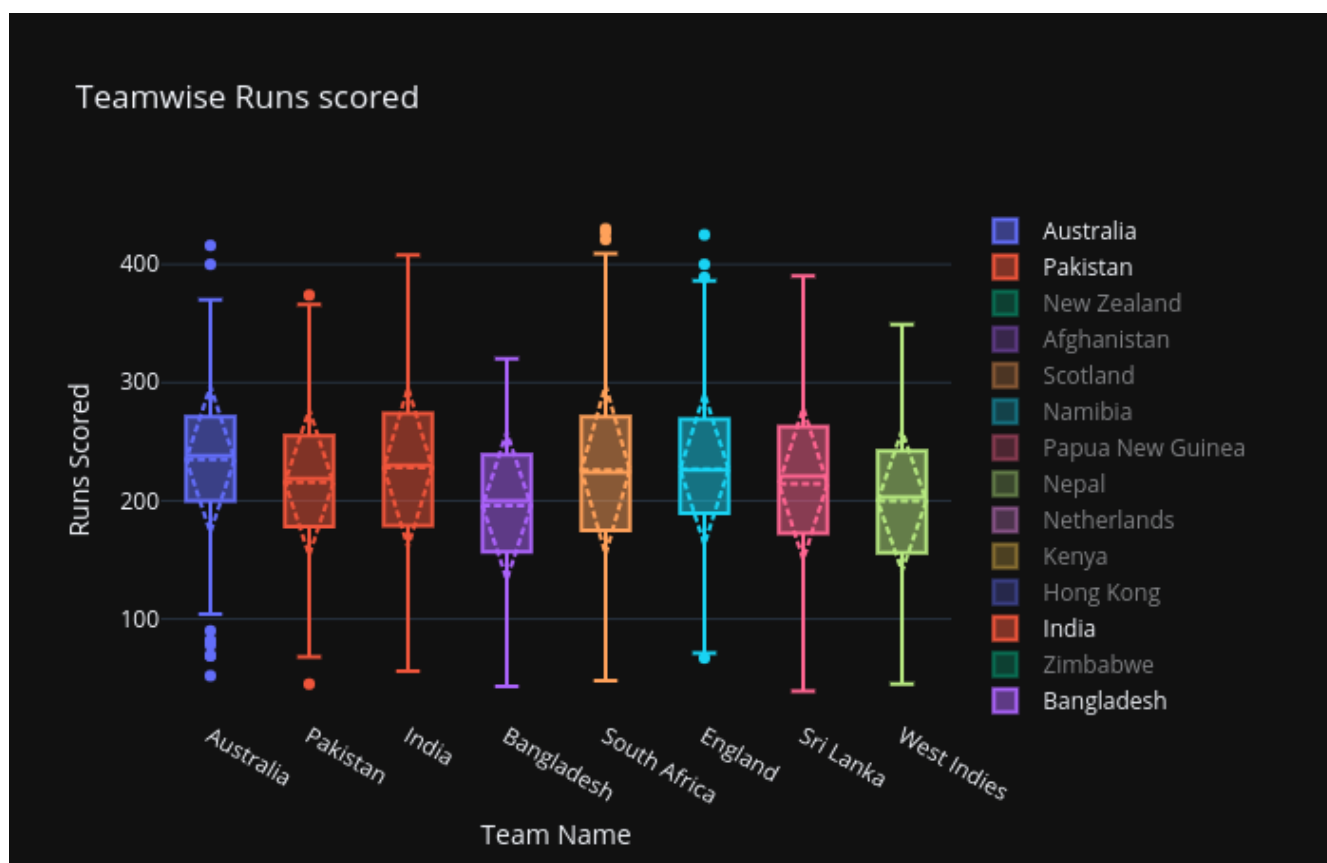 Teamwise Runs scored
Runs Scored
400
300
200
100
Australia
Pakistan
India
Bangladesh
South Africa
England
Sri Lanka
West Indies
Team Name
Australia
Pakistan
New Zealand
Afghanistan
Scotland
Namibia
Papua New Guinea
Nepal
Netherlands
Kenya
Hong Kong
India
Zimbabwe
Bangladesh